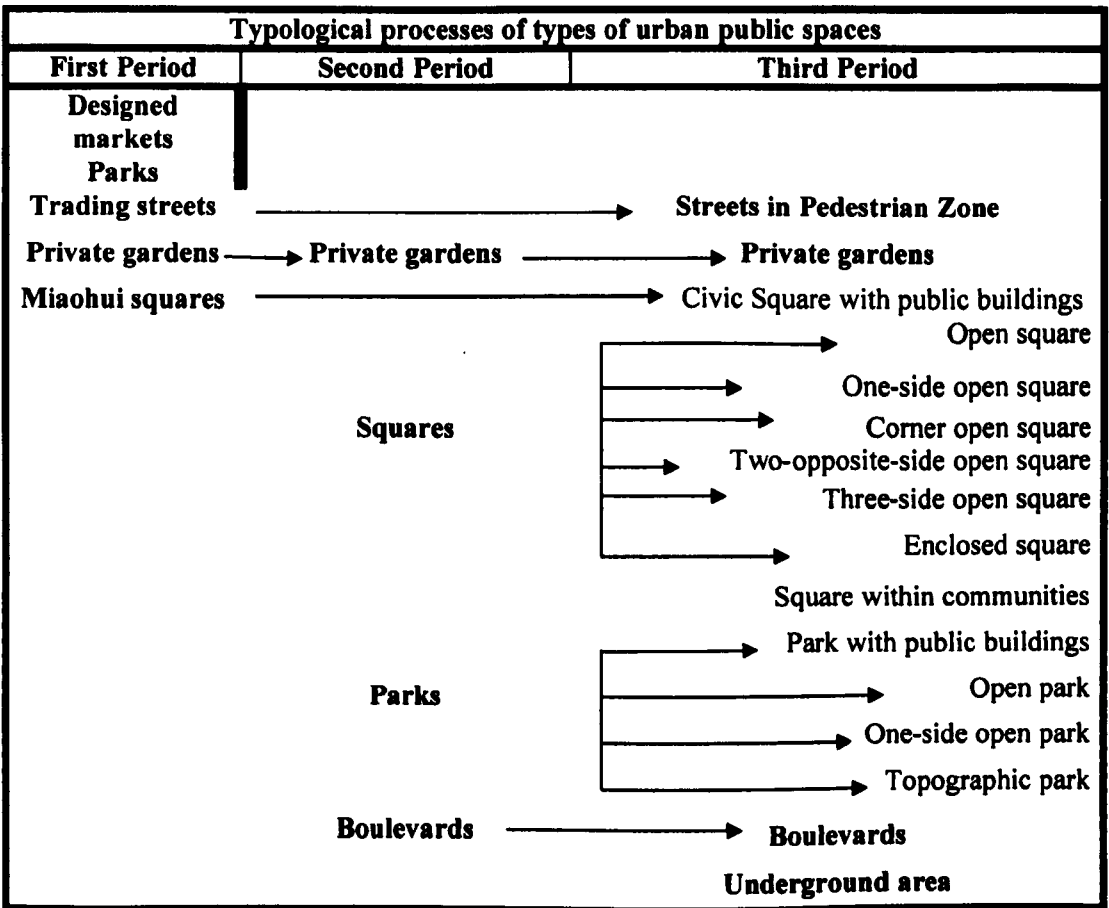 Typological processes of types of urban public spaces
First Period Second Period Third Period
Designed
markets
Parks
Trading streets Streets in Pedestrian Zone
Private gardens Private gardens Private gardens
Miaohui squares Civic Square with public buildings
Open square
One-side open square
Squares Corner open square
Two-opposite-side open square
Three-side open square
Enclosed square
Square within communities
Park with public buildings
Parks Open park
One-side open park
Topographic park
Boulevards Boulevards
Underground area